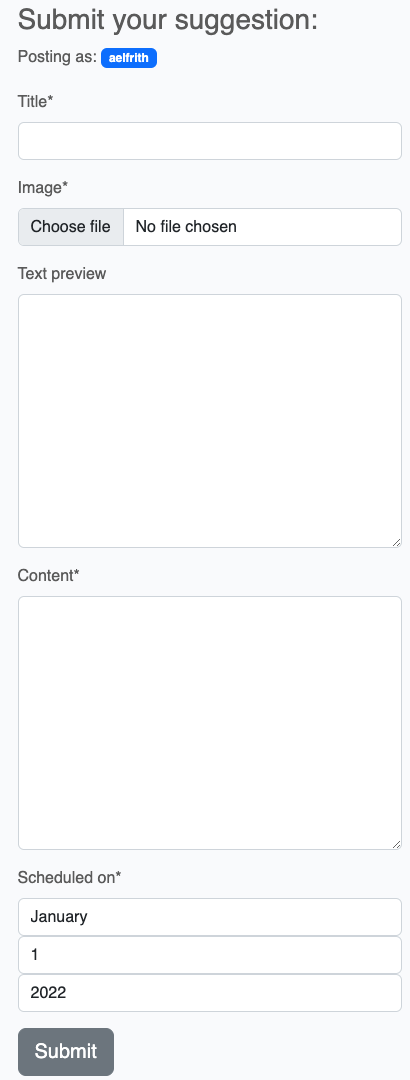 Submit your suggestion:
Posting as: aelfrith
Title*
Image*
Choose file No file chosen
Text preview
Content*
Scheduled on*
January
1
2022
Submit